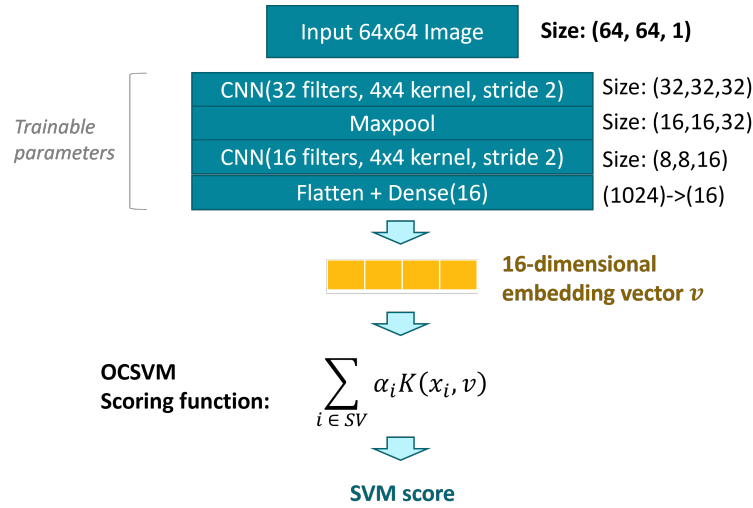 Input 64x64 Image
Size: (64, 64, 1)
Trainable
parameters
CNN(32 filters, 4x4 kernel, stride 2)
Size: (32,32,32)
Maxpool
Size: (16,16,32)
CNN(16 filters, 4x4 kernel, stride 2)
Size: (8,8,16)
Flatten + Dense(16)
(1024)->(16)
16-dimensional
embedding vector 𝒗
OCSVM
Scoring function:
∑ α_i K(x_i, v)
i ∈ SV
SVM score